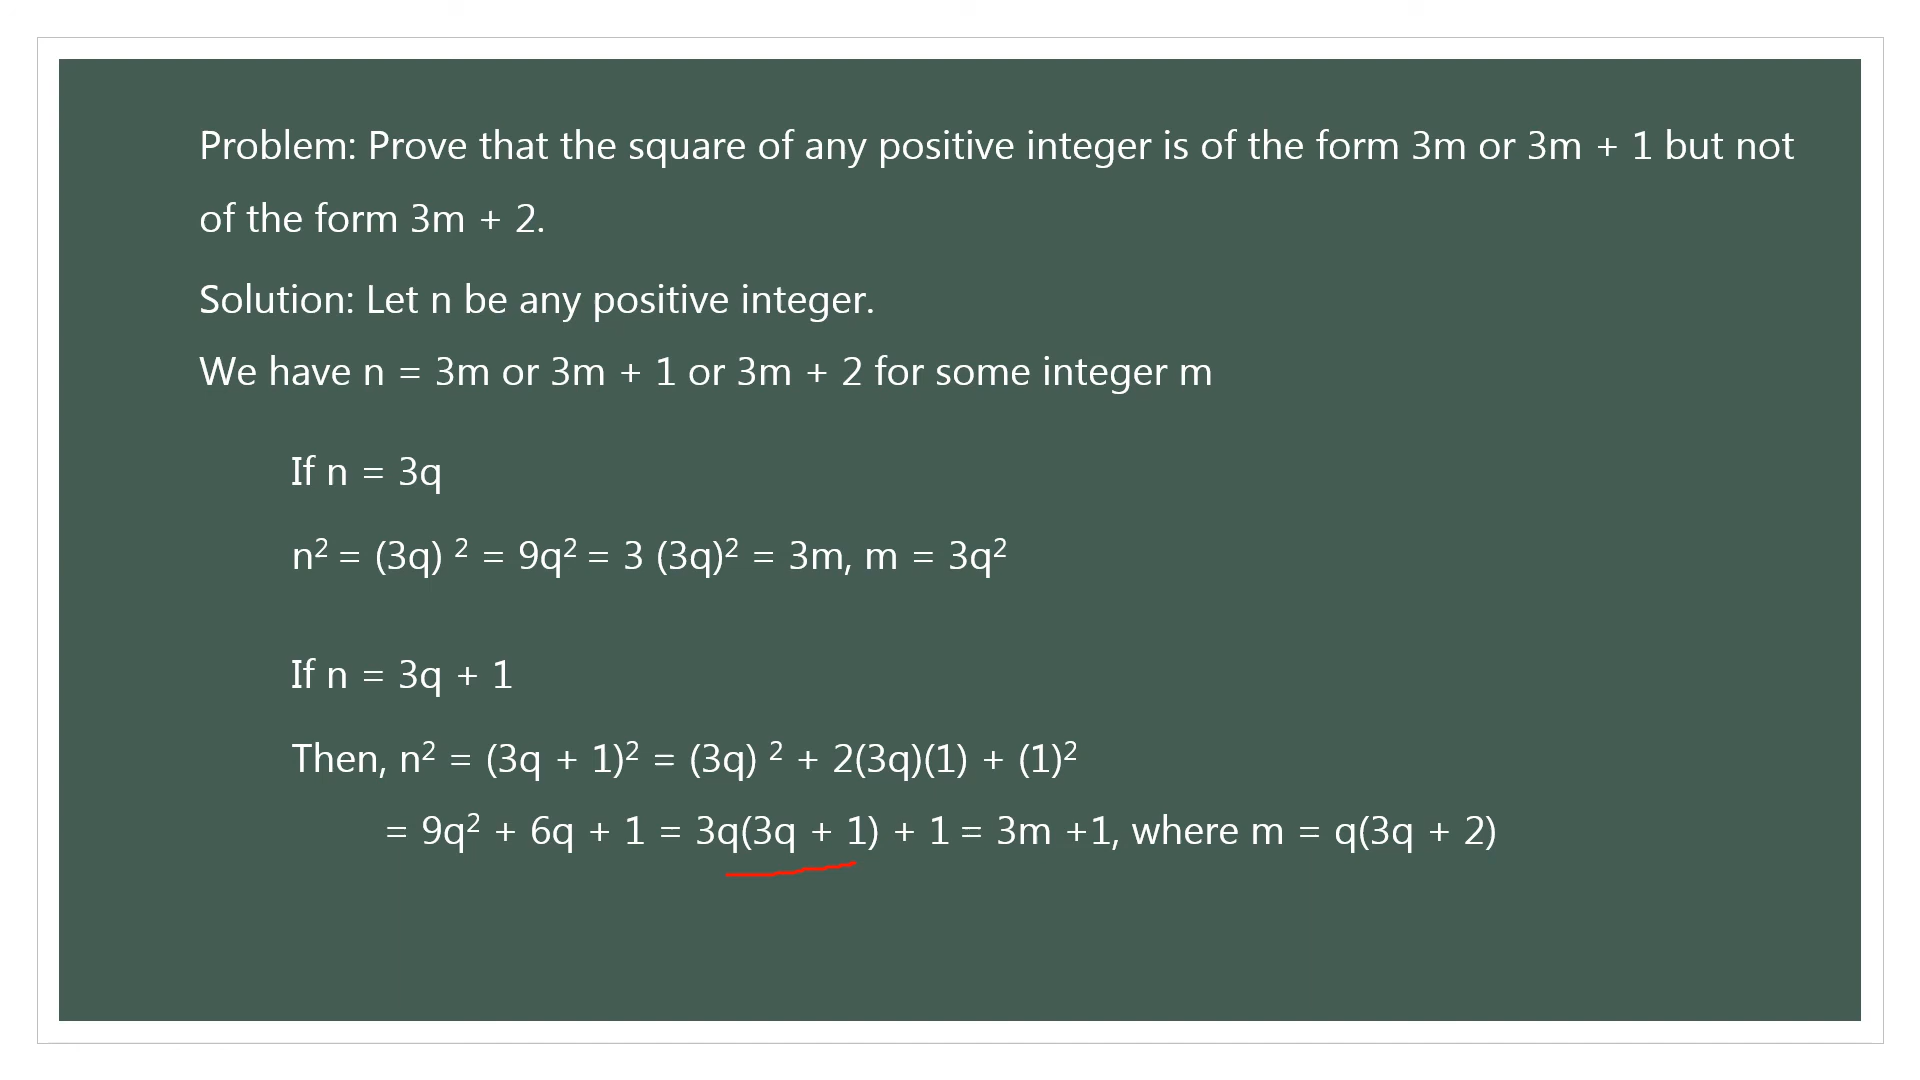 Problem: Prove that the square of any positive integer is of the form 3m or 3m + 1 but not
of the form 3m + 2.
Solution: Let n be any positive integer.
We have n = 3m or 3m + 1 or 3m + 2 for some integer m
If n = 3q
n² = (3q) ² = 9q² = 3 (3q)² = 3m, m = 3q²
If n = 3q + 1
Then, n² = (3q + 1)² = (3q) ² + 2(3q)(1) + (1)²
= 9q² + 6q + 1 = 3q(3q + 1) + 1 = 3m +1, where m = q(3q + 2)